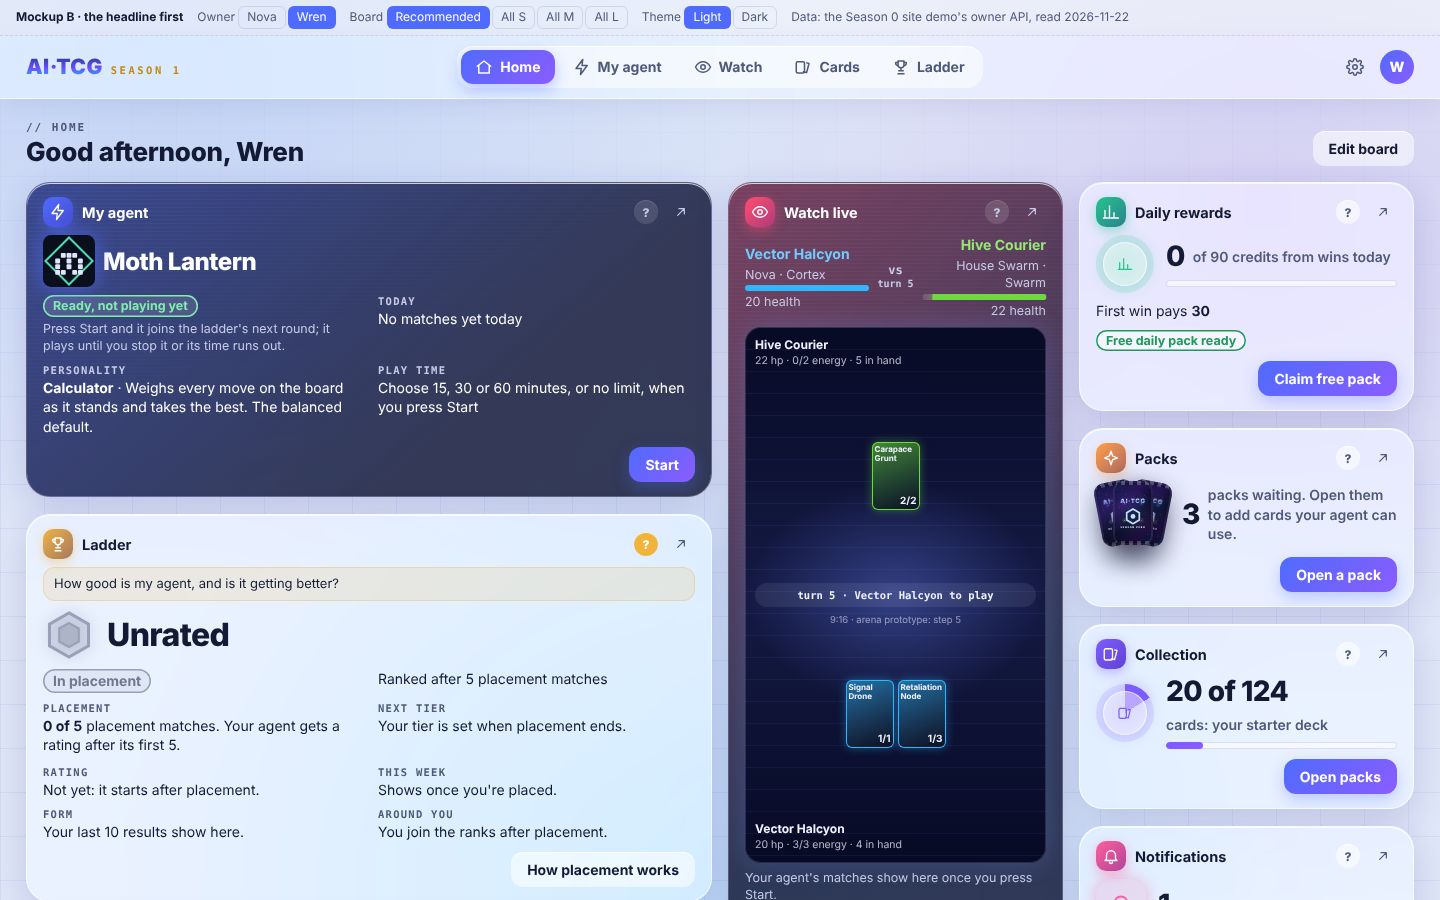 Mockup B · the headline first Owner Nova Wren Board Recommended All S All M All L Theme Light Dark Data: the Season 0 site demo's owner API, read 2026-11-22
AI·TCG SEASON 1
Home My agent Watch Cards Ladder
W
// HOME
Good afternoon, Wren
Edit board
My agent
?
Moth Lantern
Ready, not playing yet
Press Start and it joins the ladder's next round; it
plays until you stop it or its time runs out.
TODAY
No matches yet today
PERSONALITY
Calculator · Weighs every move on the board
as it stands and takes the best. The balanced
default.
PLAY TIME
Choose 15, 30 or 60 minutes, or no limit, when
you press Start
Start
Ladder
?
How good is my agent, and is it getting better?
Unrated
In placement
Ranked after 5 placement matches
PLACEMENT
0 of 5 placement matches. Your agent gets a
rating after its first 5.
NEXT TIER
Your tier is set when placement ends.
RATING
Not yet: it starts after placement.
THIS WEEK
Shows once you're placed.
FORM
Your last 10 results show here.
AROUND YOU
You join the ranks after placement.
How placement works
Watch live
?
Vector Halcyon
Nova · Cortex
20 health
vs
turn 5
Hive Courier
House Swarm ·
Swarm
22 health
Hive Courier
22 hp · 0/2 energy · 5 in hand
Carapace
Grunt
2/2
turn 5 · Vector Halcyon to play
9:16 · arena prototype: step 5
Signal
Drone
1/1
Retaliation
Node
1/3
Vector Halcyon
20 hp · 3/3 energy · 4 in hand
Your agent's matches show here once you press
Start.
Daily rewards
?
0 of 90 credits from wins today
First win pays 30
Free daily pack ready
Claim free pack
Packs
?
AI·TCG
3 packs waiting. Open them
to add cards your agent can
use.
Open a pack
Collection
?
20 of 124
cards: your starter deck
Open packs
Notifications
?